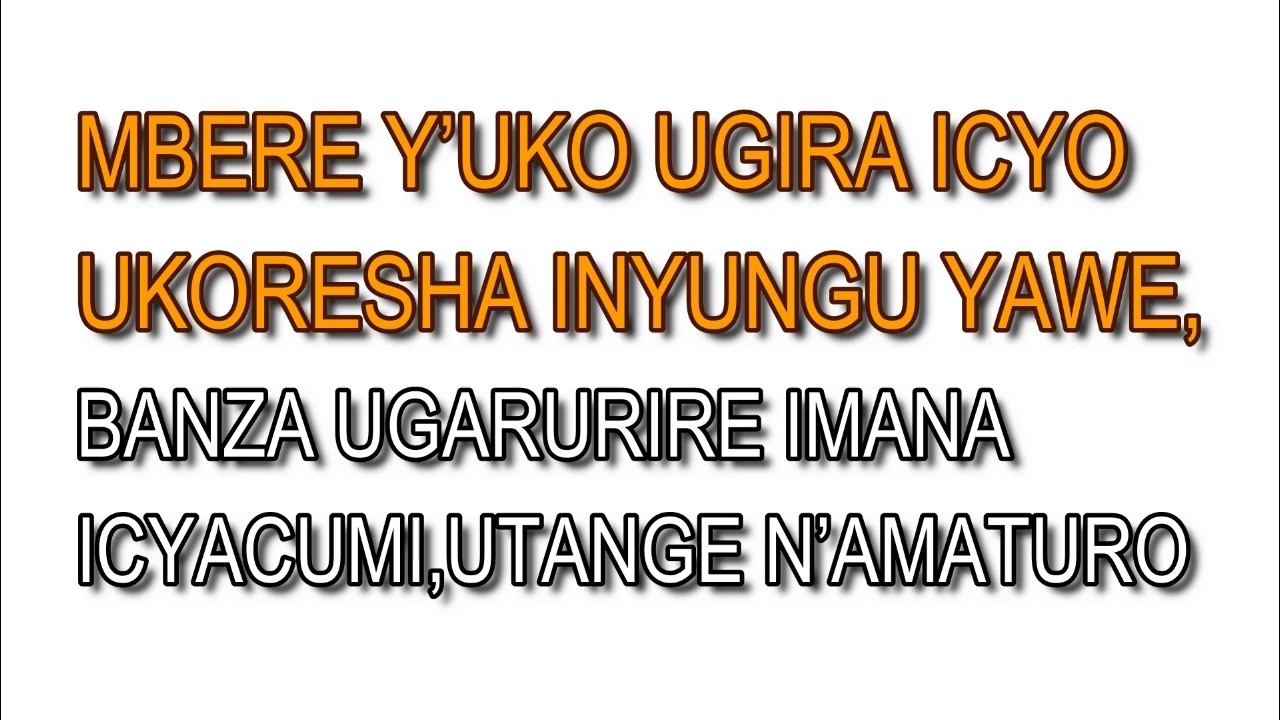 MBERE Y’UKO UGIRA ICYO
UKORESHA INYUNGU YAWE,
BANZA UGARURIRE IMANA
ICYACUMI,UTANGE N’AMATURO